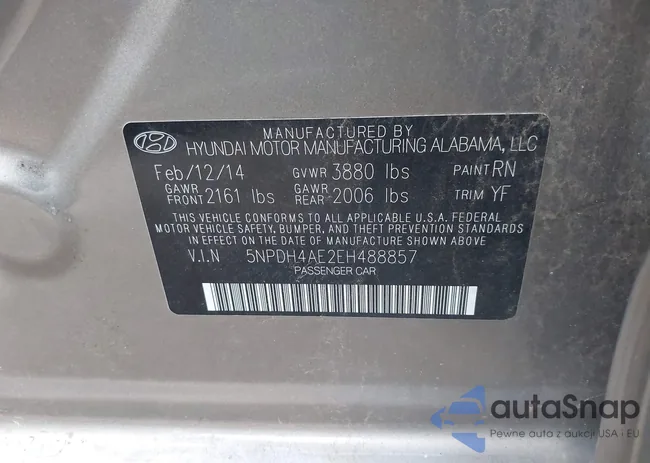 MANUFACTURED BY
HYUNDAI MOTOR MANUFACTURING ALABAMA, LLC
Feb/12/14 GVWR 3880 lbs PAINT RN
GAWR FRONT 2161 lbs GAWR REAR 2006 lbs TRIM YF
THIS VEHICLE CONFORMS TO ALL APPLICABLE U.S.A. FEDERAL
MOTOR VEHICLE SAFETY, BUMPER, AND THEFT PREVENTION STANDARDS
IN EFFECT ON THE DATE OF MANUFACTURE SHOWN ABOVE
V.I.N 5NPDH4AE2EH488857
PASSENGER CAR
autoSnap
Pewne auta z aukcji USA i EU